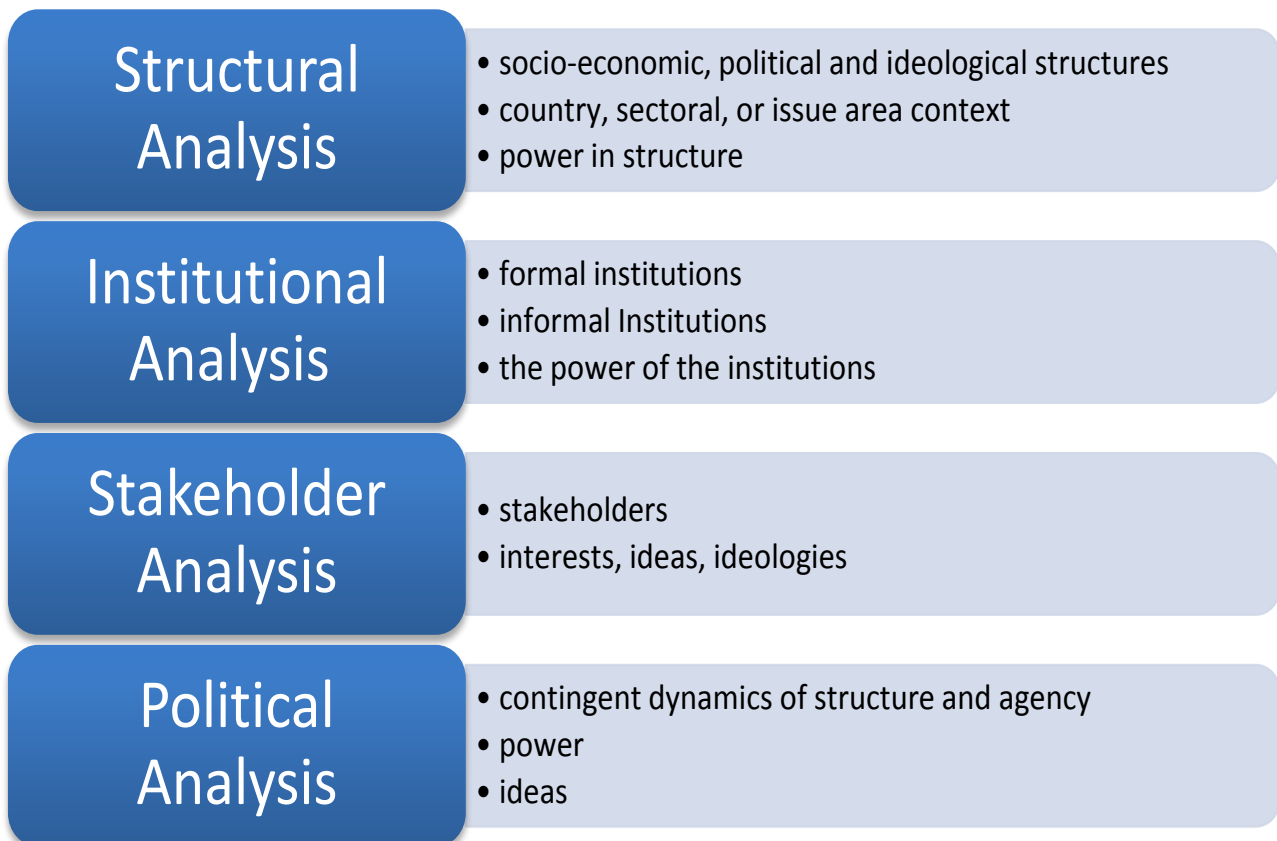 Structural
Analysis
• socio-economic, political and ideological structures
• country, sectoral, or issue area context
• power in structure
Institutional
Analysis
• formal institutions
• informal Institutions
• the power of the institutions
Stakeholder
Analysis
• stakeholders
• interests, ideas, ideologies
Political
Analysis
• contingent dynamics of structure and agency
• power
• ideas